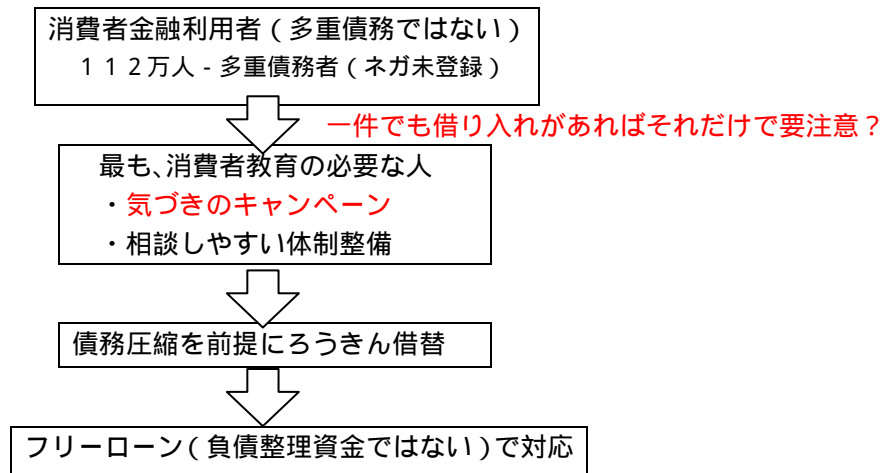 消費者金融利用者(多重債務ではない)
112万人-多重債務者(ネガ未登録)
一件でも借り入れがあればそれだけで要注意?
最も、消費者教育の必要な人
・気づきのキャンペーン
・相談しやすい体制整備
債務圧縮を前提にろうきん借替
フリーローン(負債整理資金ではない)で対応